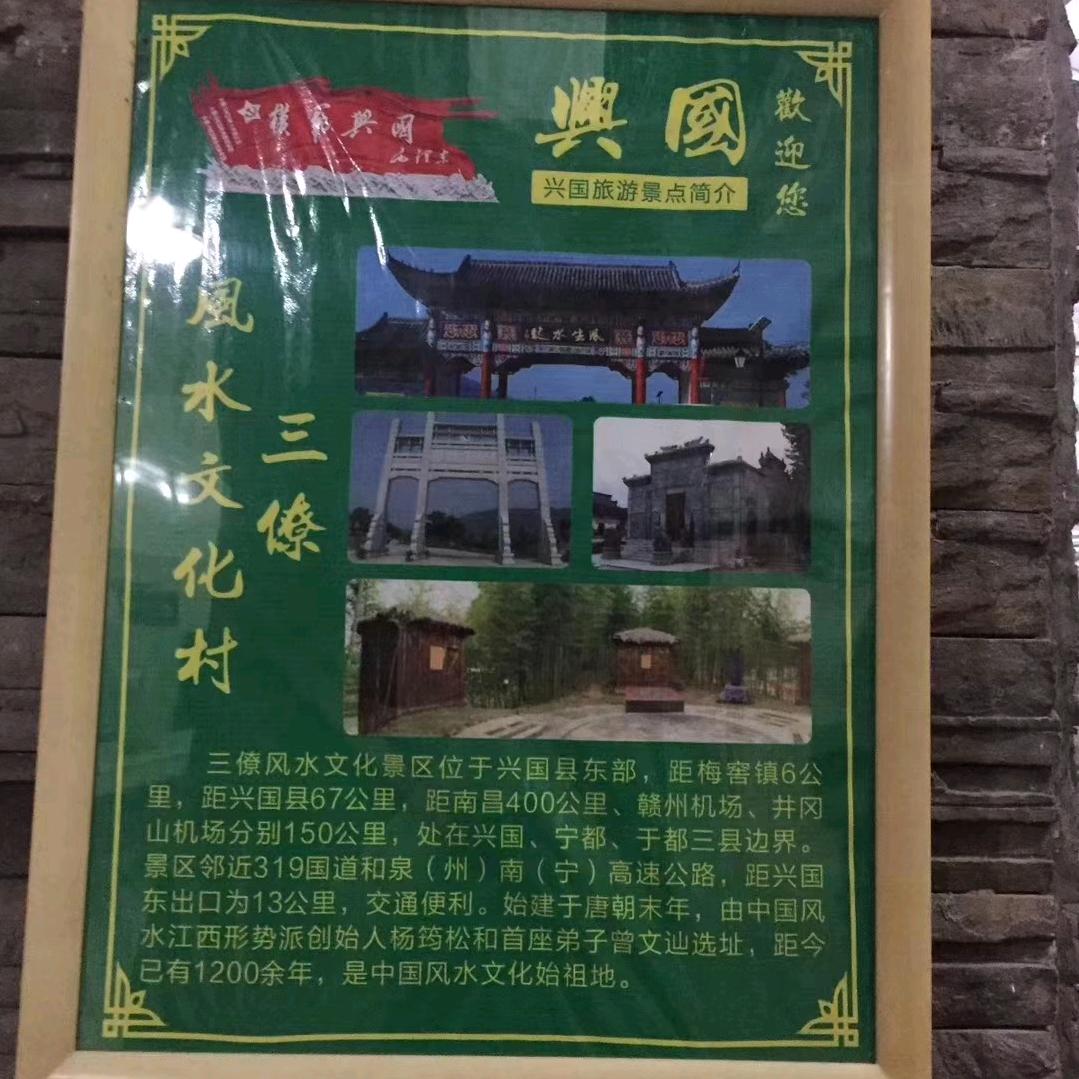 模范兴國
毛泽东
興國
歡迎您
兴国旅游景点简介
三僚
風水文化村
三僚风水文化景区位于兴国县东部，距梅窖镇6公
里，距兴国县67公里，距南昌400公里、赣州机场、井冈
山机场分别150公里，处在兴国、宁都、于都三县边界。
景区邻近319国道和泉（州）南（宁）高速公路，距兴国
东出口为13公里，交通便利。始建于唐朝末年，由中国风
水江西形势派创始人杨筠松和首座弟子曾文辿选址，距今
已有1200余年，是中国风水文化始祖地。